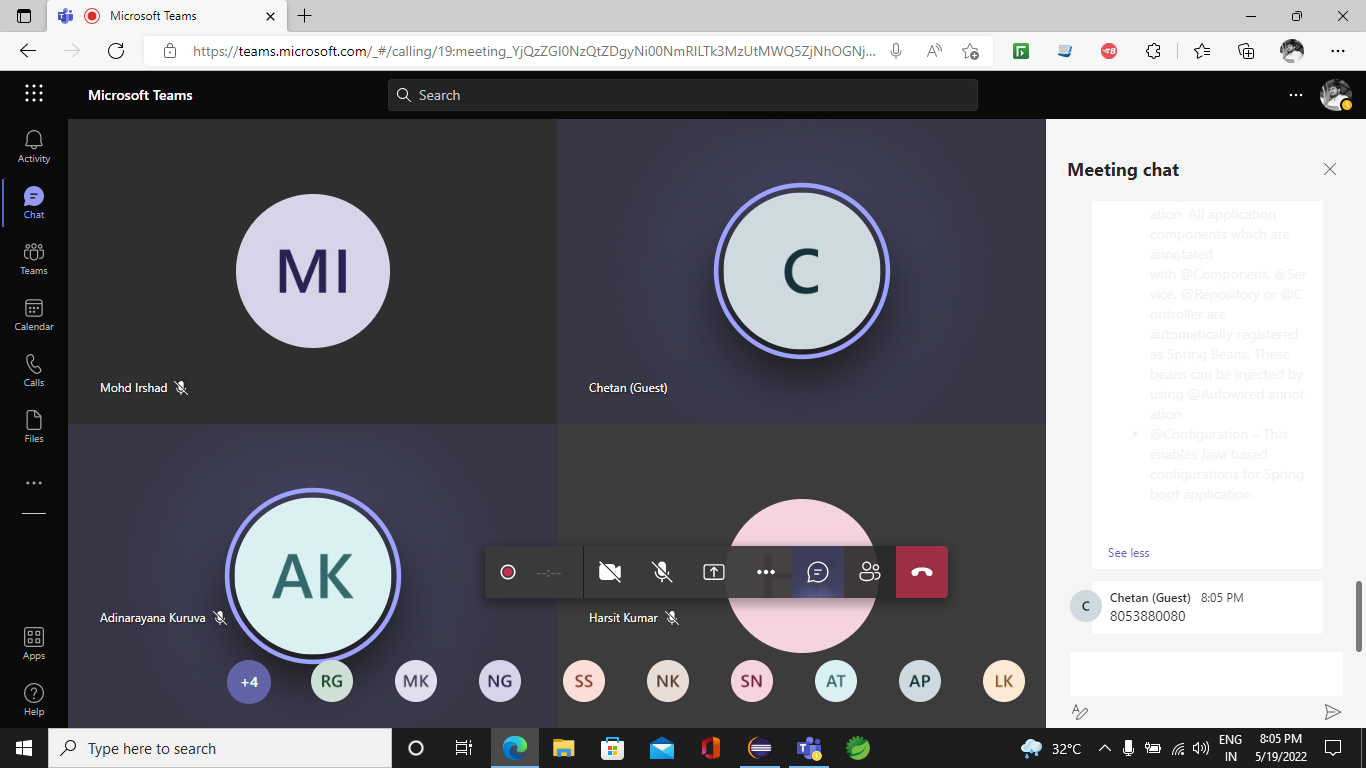 Microsoft Teams
https://teams.microsoft.com/_#/calling/19:meeting_YjQzZGI0NzQtZDgyNi00NmRlLTk3MzUtMWQ5ZjNhOGNj...
Microsoft Teams
Search
Activity
Chat
Teams
Calendar
Calls
Files
Apps
Help
MI
Mohd Irshad
C
Chetan (Guest)
AK
Adinarayana Kuruva
Harsit Kumar
--:--
+4
RG
MK
NG
SS
NK
SN
AT
AP
LK
Meeting chat
ation. All application
components which are
annotated
with @Component, @Ser
vice, @Repository or @C
ontroller are
automatically registered
as Spring Beans. These
beans can be injected by
using @Autowired annot
ation.
• @Configuration – This
enables Java based
configurations for Spring
boot application.
See less
C
Chetan (Guest) 8:05 PM
8053880080
Type here to search
32°C
ENG
IN
8:05 PM
5/19/2022